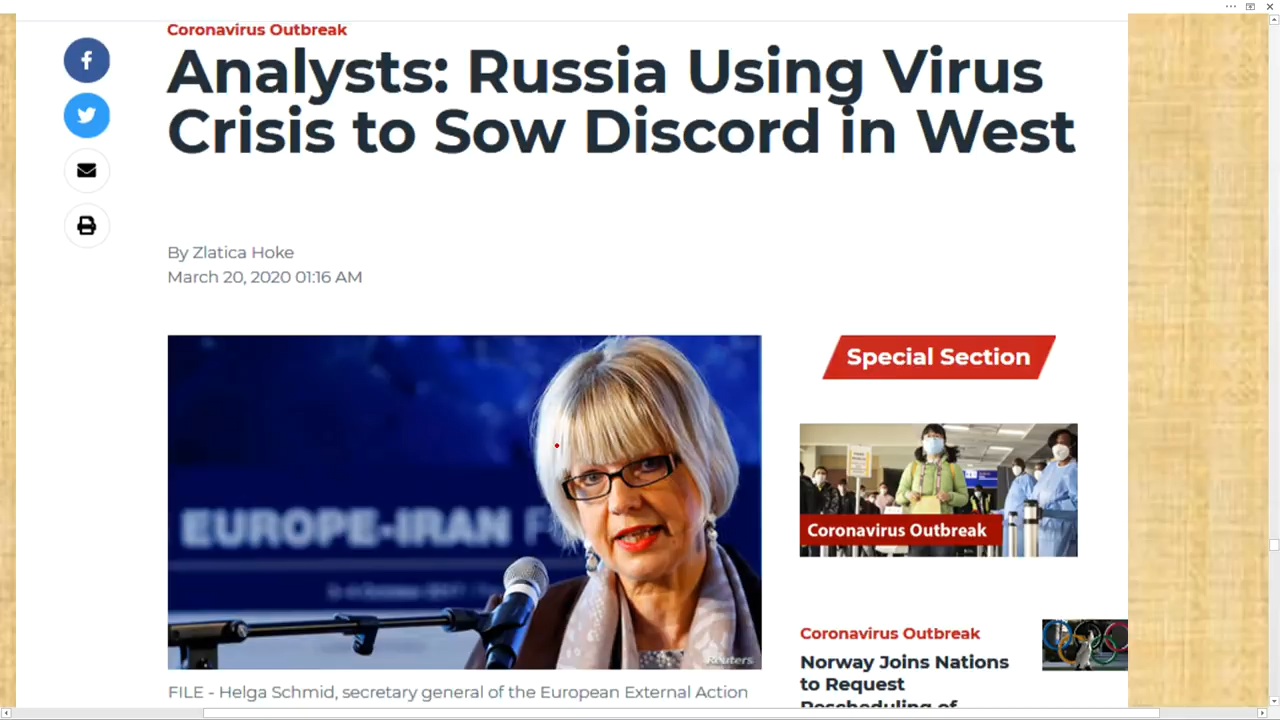 Coronavirus Outbreak
Analysts: Russia Using Virus
Crisis to Sow Discord in West
By Zlatica Hoke
March 20, 2020 01:16 AM
EUROPE-IRAN
Reuters
FILE - Helga Schmid, secretary general of the European External Action
Special Section
Coronavirus Outbreak
Coronavirus Outbreak
Norway Joins Nations
to Request
Rescheduling of